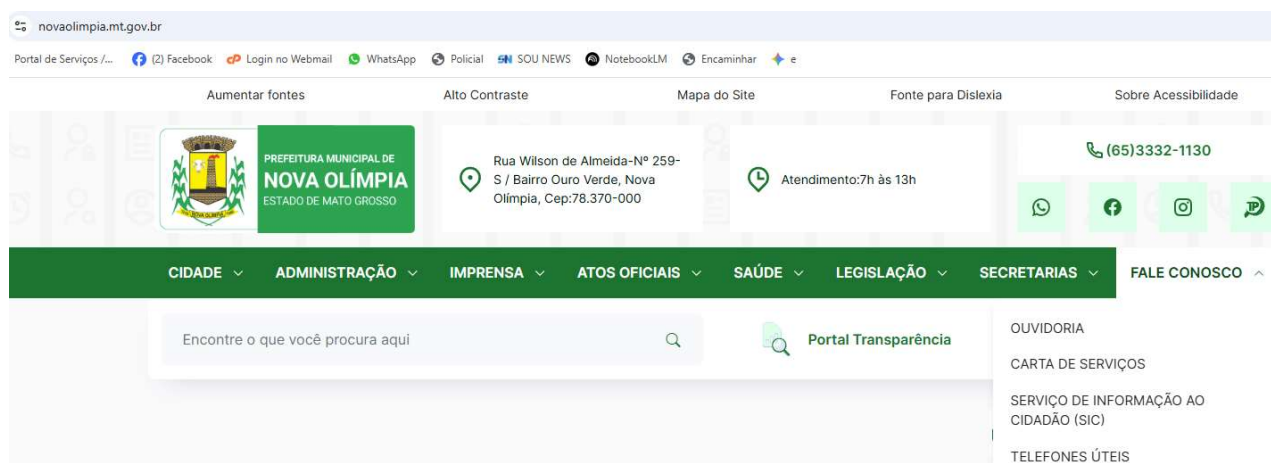 novaolimpia.mt.gov.br
Portal de Serviços /... (2) Facebook Login no Webmail WhatsApp Policial SOU NEWS NotebookLM Encaminhar e
Aumentar fontes Alto Contraste Mapa do Site Fonte para Dislexia Sobre Acessibilidade
PREFEITURA MUNICIPAL DE
NOVA OLÍMPIA
ESTADO DE MATO GROSSO
Rua Wilson de Almeida-Nº 259-
S / Bairro Ouro Verde, Nova
Olímpia, Cep:78.370-000
Atendimento:7h às 13h
(65)3332-1130
CIDADE ADMINISTRAÇÃO IMPRENSA ATOS OFICIAIS SAÚDE LEGISLAÇÃO SECRETARIAS FALE CONOSCO
Encontre o que você procura aqui
Portal Transparência
OUVIDORIA
CARTA DE SERVIÇOS
SERVIÇO DE INFORMAÇÃO AO
CIDADÃO (SIC)
TELEFONES ÚTEIS